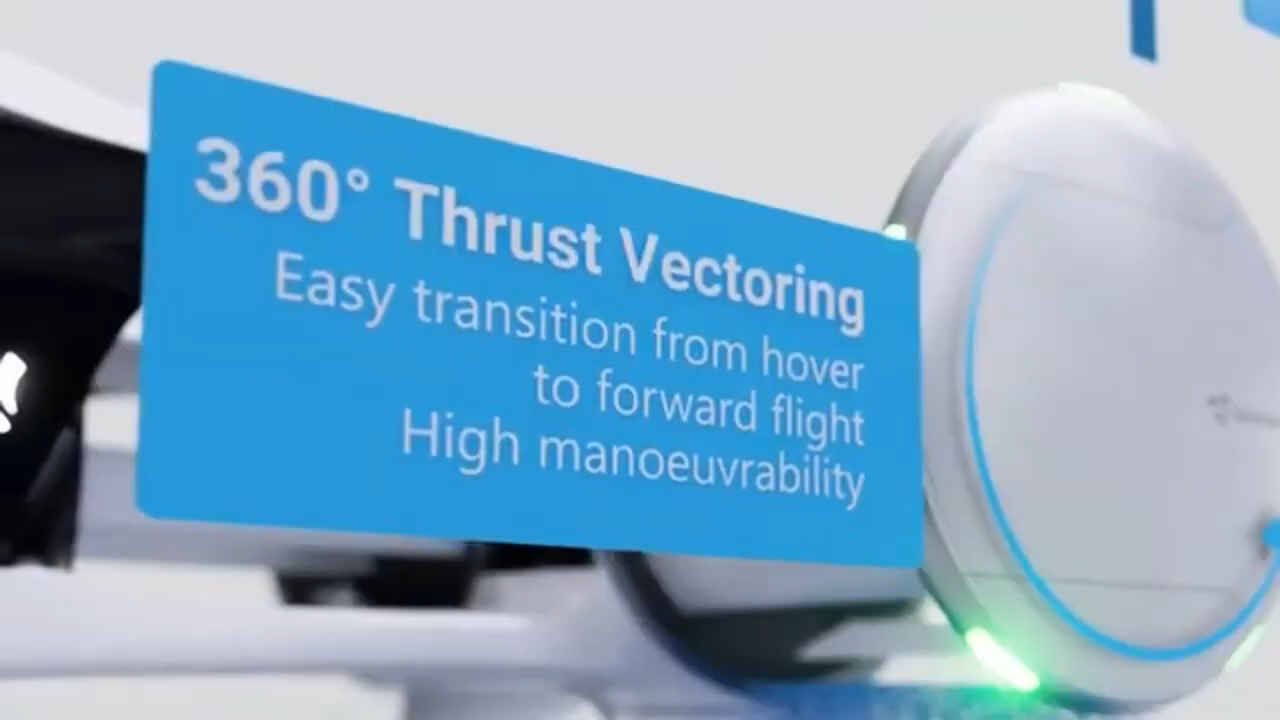 360° Thrust Vectoring
Easy transition from hover
to forward flight
High manoeuvrability